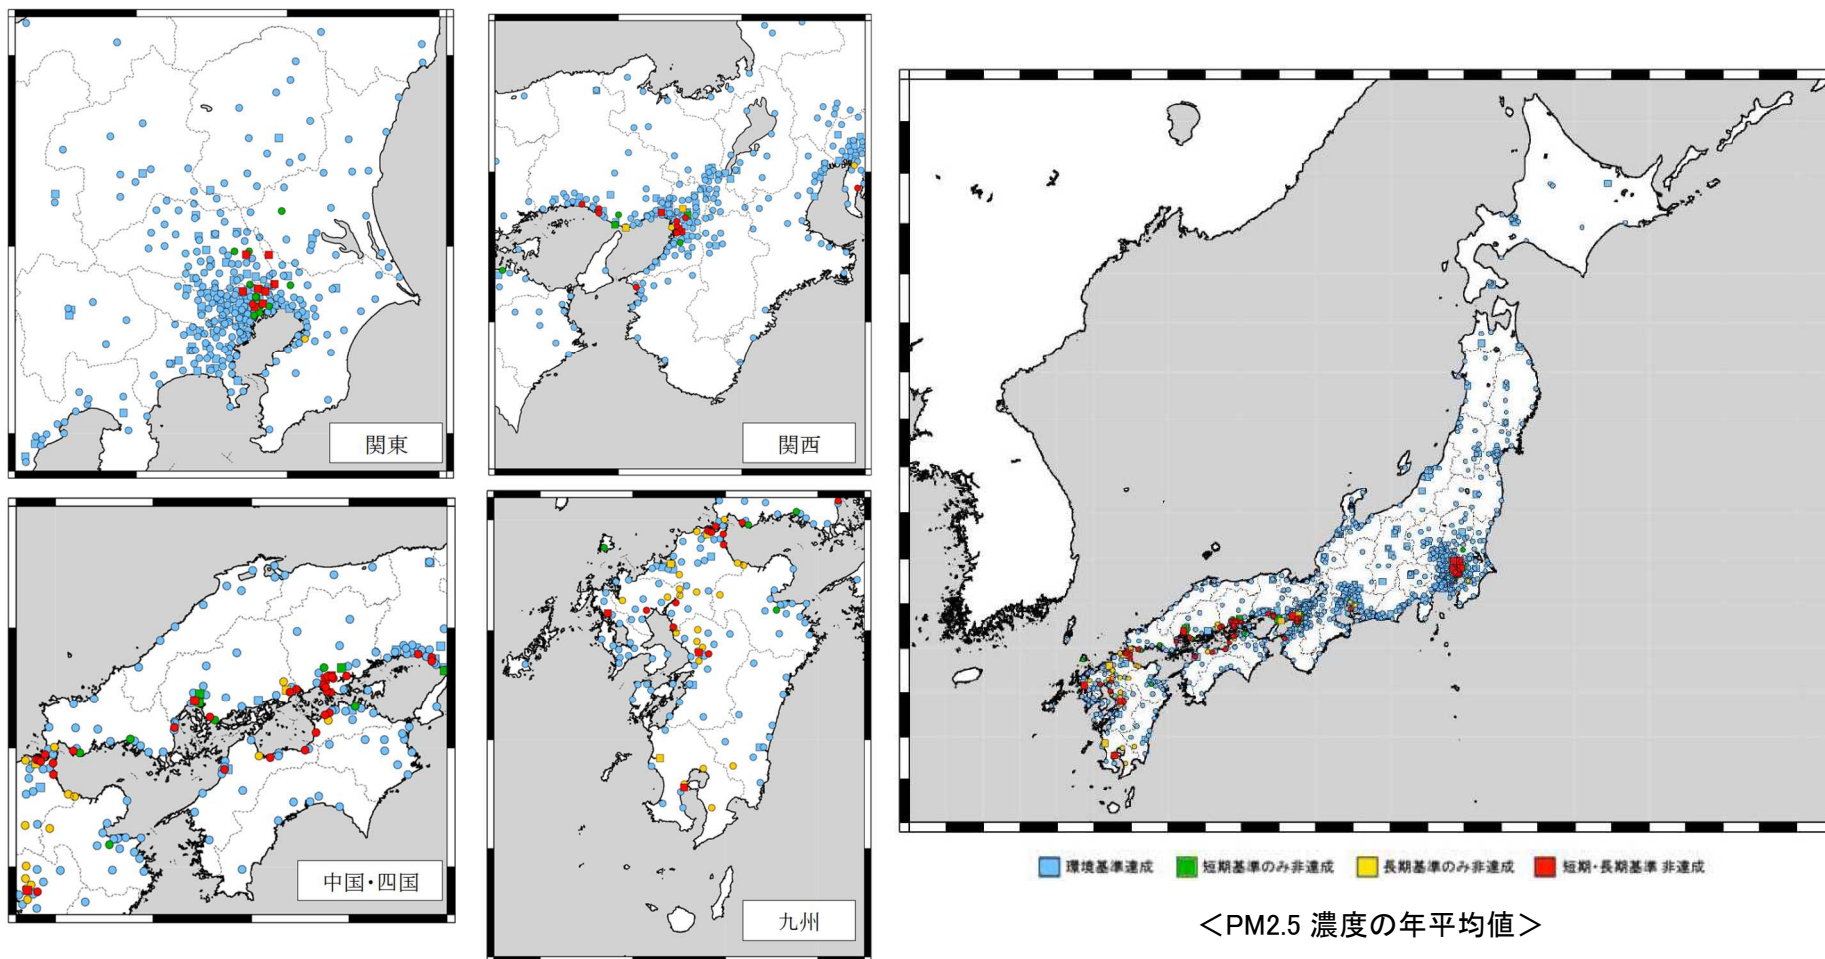 関東
関西
中国・四国
九州
環境基準達成
短期基準のみ非達成
長期基準のみ非達成
短期・長期基準 非達成
＜PM2.5 濃度の年平均値＞